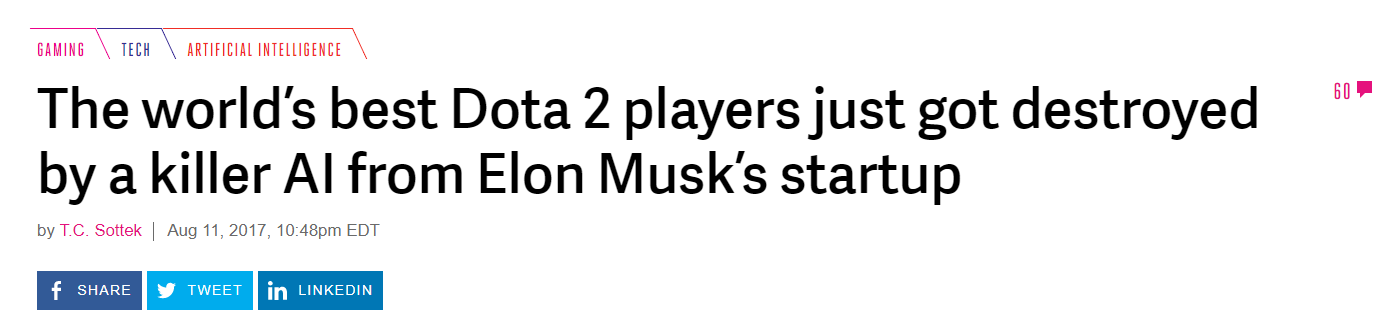 GAMING TECH ARTIFICIAL INTELLIGENCE
The world’s best Dota 2 players just got destroyed
60
by a killer AI from Elon Musk’s startup
by T.C. Sottek | Aug 11, 2017, 10:48pm EDT
f SHARE TWEET in LINKEDIN